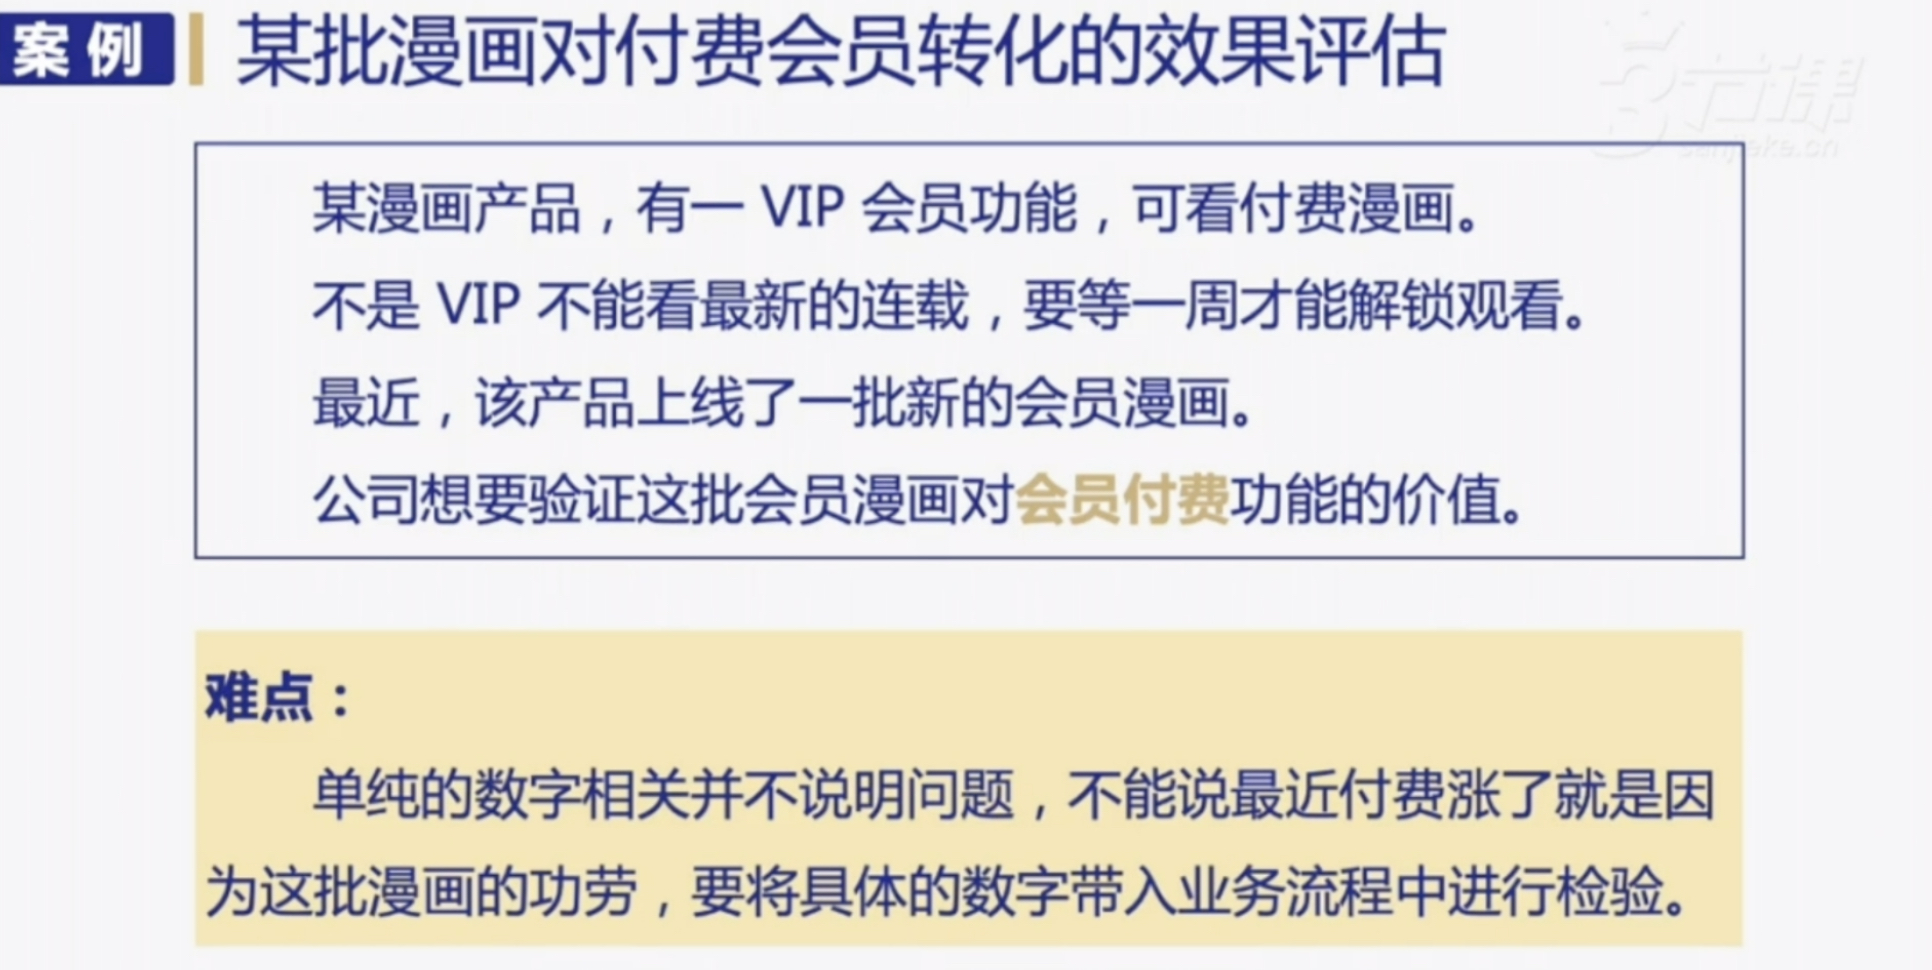 案例
某批漫画对付费会员转化的效果评估
3节课
sanjieke.cn
某漫画产品，有一 VIP 会员功能，可看付费漫画。
不是 VIP 不能看最新的连载，要等一周才能解锁观看。
最近，该产品上线了一批新的会员漫画。
公司想要验证这批会员漫画对会员付费功能的价值。
难点：
单纯的数字相关并不说明问题，不能说最近付费涨了就是因
为这批漫画的功劳，要将具体的数字带入业务流程中进行检验。